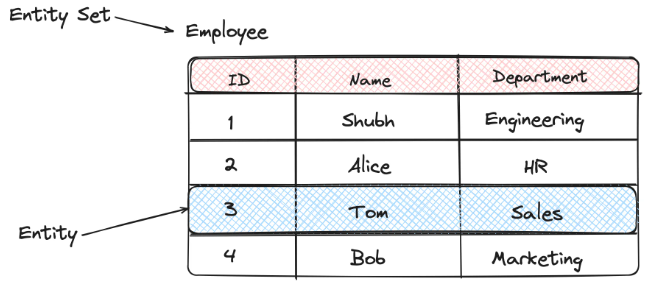 Entity Set
Employee
ID Name Department
1 Shubh Engineering
2 Alice HR
3 Tom Sales
Entity
4 Bob Marketing